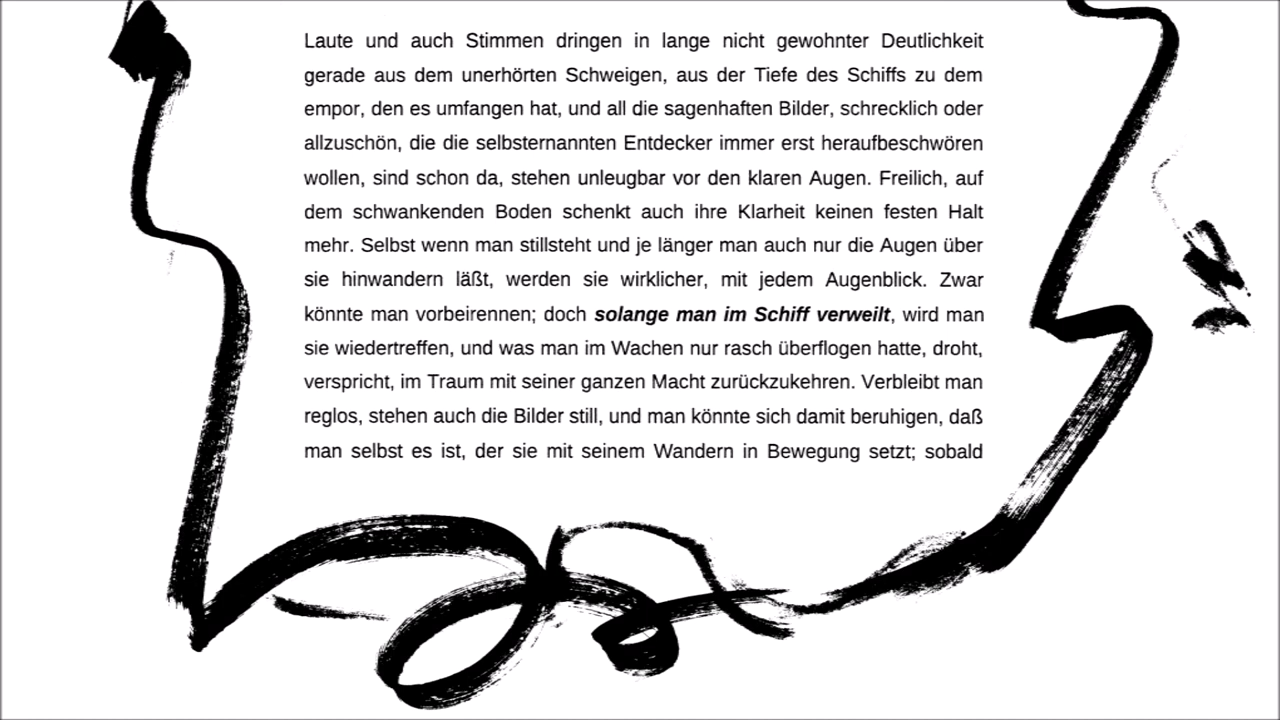 Laute und auch Stimmen dringen in lange nicht gewohnter Deutlichkeit
gerade aus dem unerhörten Schweigen, aus der Tiefe des Schiffs zu dem
empor, den es umfangen hat, und all die sagenhaften Bilder, schrecklich oder
allzuschön, die die selbsternannten Entdecker immer erst heraufbeschwören
wollen, sind schon da, stehen unleugbar vor den klaren Augen. Freilich, auf
dem schwankenden Boden schenkt auch ihre Klarheit keinen festen Halt
mehr. Selbst wenn man stillsteht und je länger man auch nur die Augen über
sie hinwandern läßt, werden sie wirklicher, mit jedem Augenblick. Zwar
könnte man vorbeirennen; doch solange man im Schiff verweilt, wird man
sie wiedertreffen, und was man im Wachen nur rasch überflogen hatte, droht,
verspricht, im Traum mit seiner ganzen Macht zurückzukehren. Verbleibt man
reglos, stehen auch die Bilder still, und man könnte sich damit beruhigen, daß
man selbst es ist, der sie mit seinem Wandern in Bewegung setzt; sobald